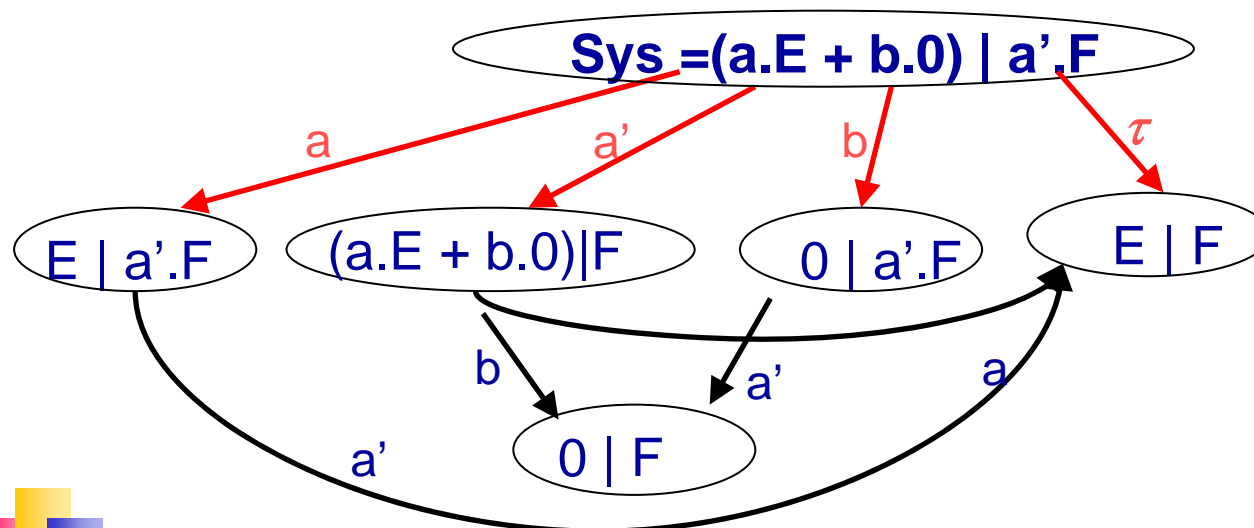 Sys =(a.E + b.0) | a’.F
a
a’
b
τ
E | a’.F
(a.E + b.0)|F
0 | a’.F
E | F
b
a’
a
a’
0 | F